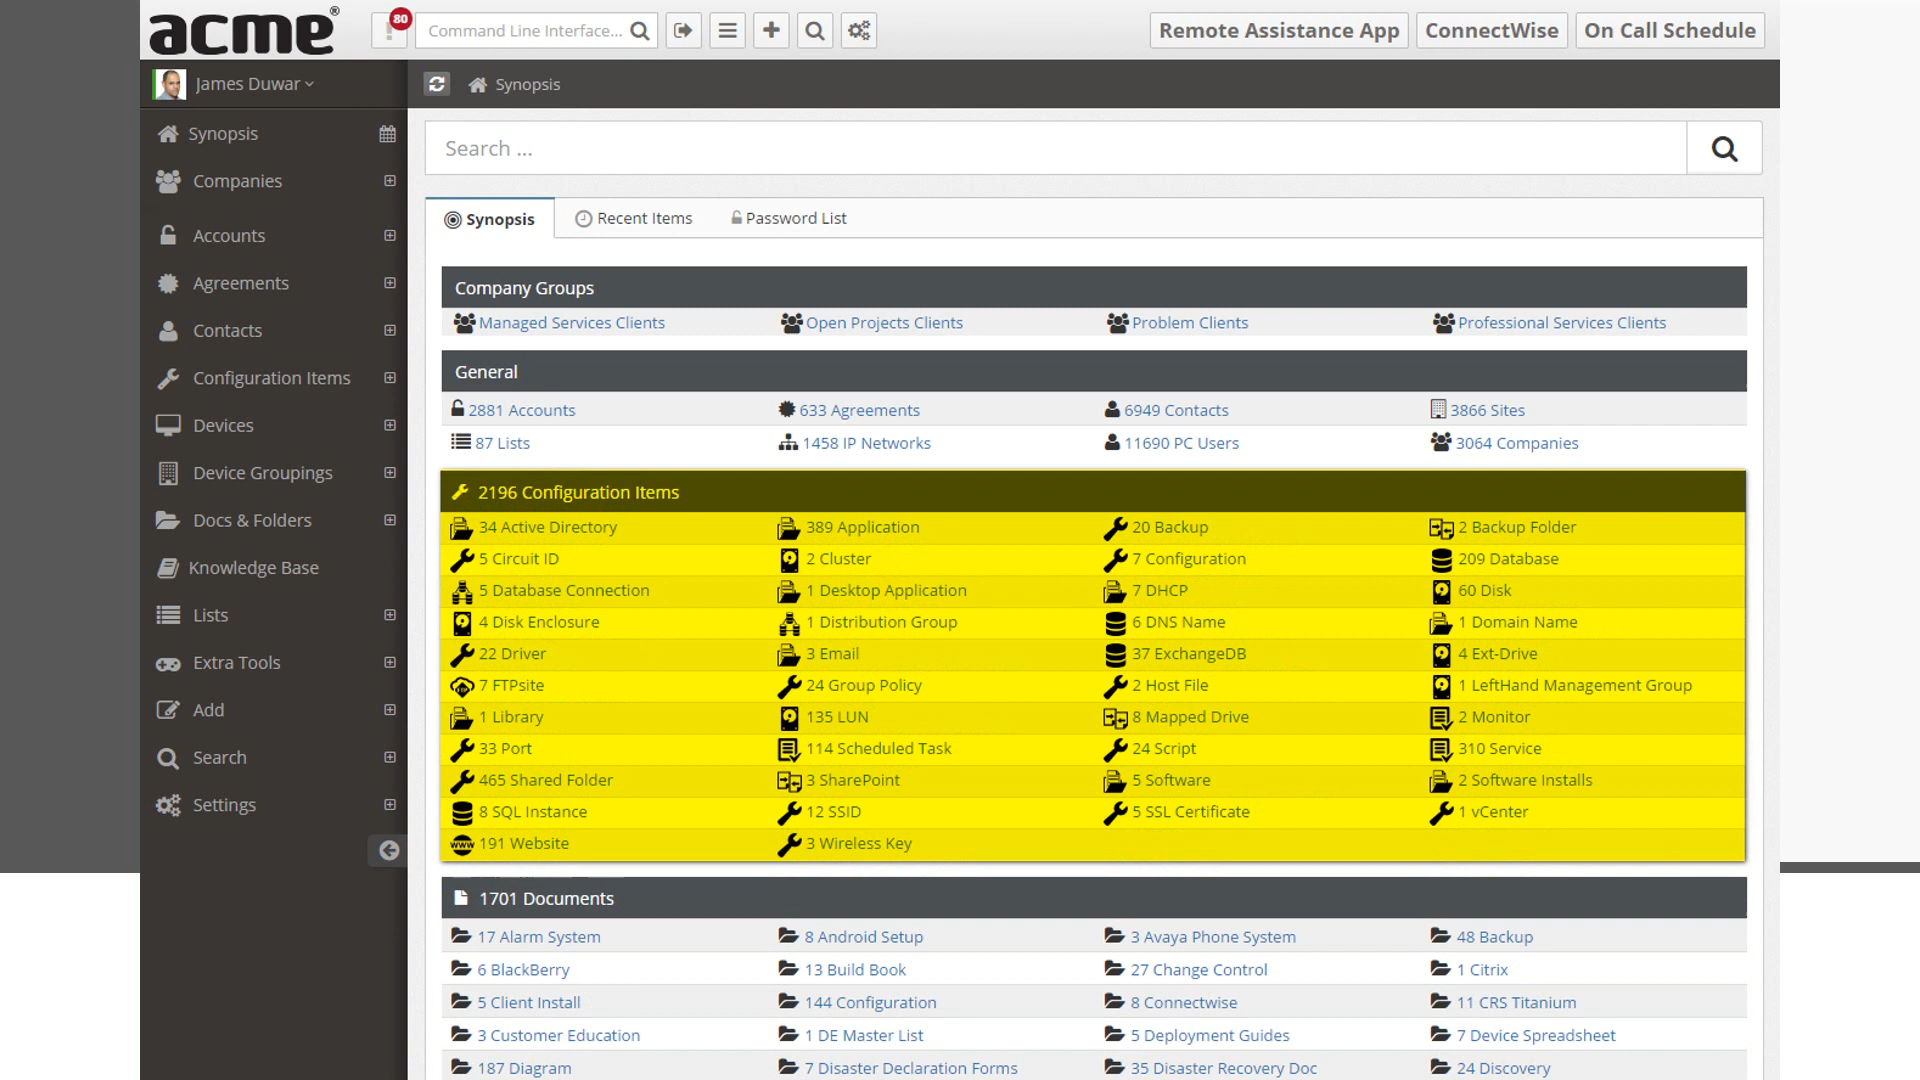 acme®
80
Command Line Interface...
Remote Assistance App
ConnectWise
On Call Schedule
James Duwar
Synopsis
Synopsis
Companies
Accounts
Agreements
Contacts
Configuration Items
Devices
Device Groupings
Docs & Folders
Knowledge Base
Lists
Extra Tools
Add
Search
Settings
Search ...
Synopsis Recent Items Password List
Company Groups
Managed Services Clients Open Projects Clients Problem Clients Professional Services Clients
General
2881 Accounts 633 Agreements 6949 Contacts 3866 Sites
87 Lists 1458 IP Networks 11690 PC Users 3064 Companies
2196 Configuration Items
34 Active Directory 389 Application 20 Backup 2 Backup Folder
5 Circuit ID 2 Cluster 7 Configuration 209 Database
5 Database Connection 1 Desktop Application 7 DHCP 60 Disk
4 Disk Enclosure 1 Distribution Group 6 DNS Name 1 Domain Name
22 Driver 3 Email 37 ExchangeDB 4 Ext-Drive
7 FTPsite 24 Group Policy 2 Host File 1 LeftHand Management Group
1 Library 135 LUN 8 Mapped Drive 2 Monitor
33 Port 114 Scheduled Task 24 Script 310 Service
465 Shared Folder 3 SharePoint 5 Software 2 Software Installs
8 SQL Instance 12 SSID 5 SSL Certificate 1 vCenter
www 191 Website 3 Wireless Key
1701 Documents
17 Alarm System 8 Android Setup 3 Avaya Phone System 48 Backup
6 BlackBerry 13 Build Book 27 Change Control 1 Citrix
5 Client Install 144 Configuration 8 Connectwise 11 CRS Titanium
3 Customer Education 1 DE Master List 5 Deployment Guides 7 Device Spreadsheet
187 Diagram 7 Disaster Declaration Forms 35 Disaster Recovery Doc 24 Discovery